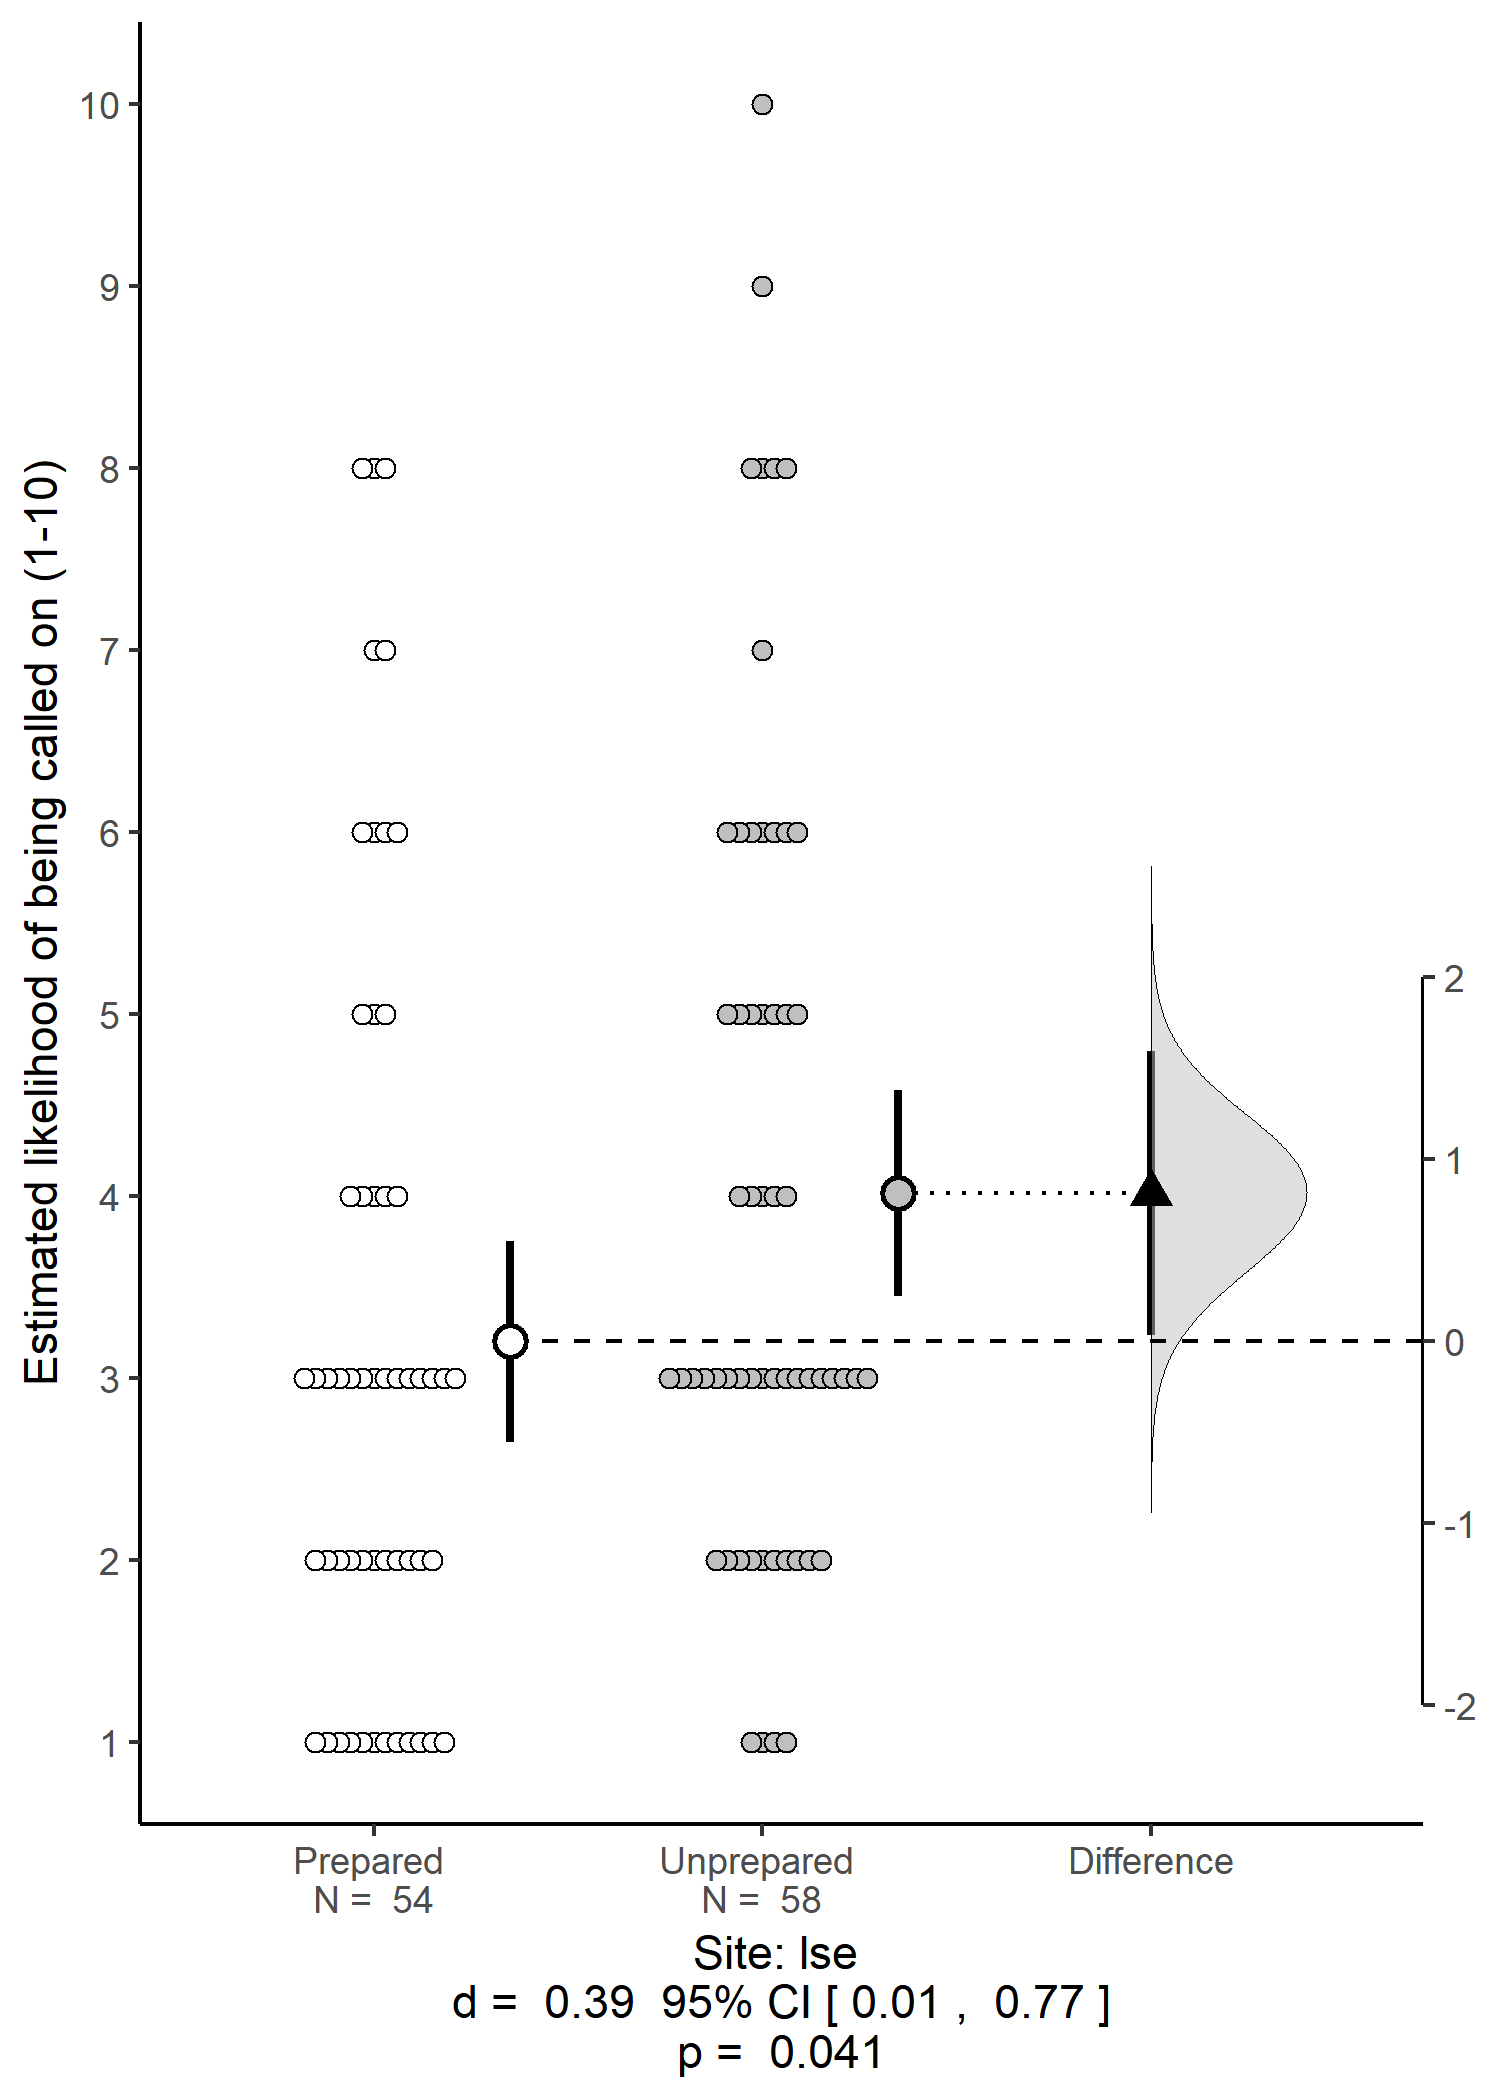 Estimated likelihood of being called on (1-10)
10
9
8
7
6
5
4
3
2
1
2
1
0
-1
-2
Prepared
N = 54
Unprepared
N = 58
Difference
Site: lse
d = 0.39 95% CI [ 0.01 , 0.77 ]
p = 0.041